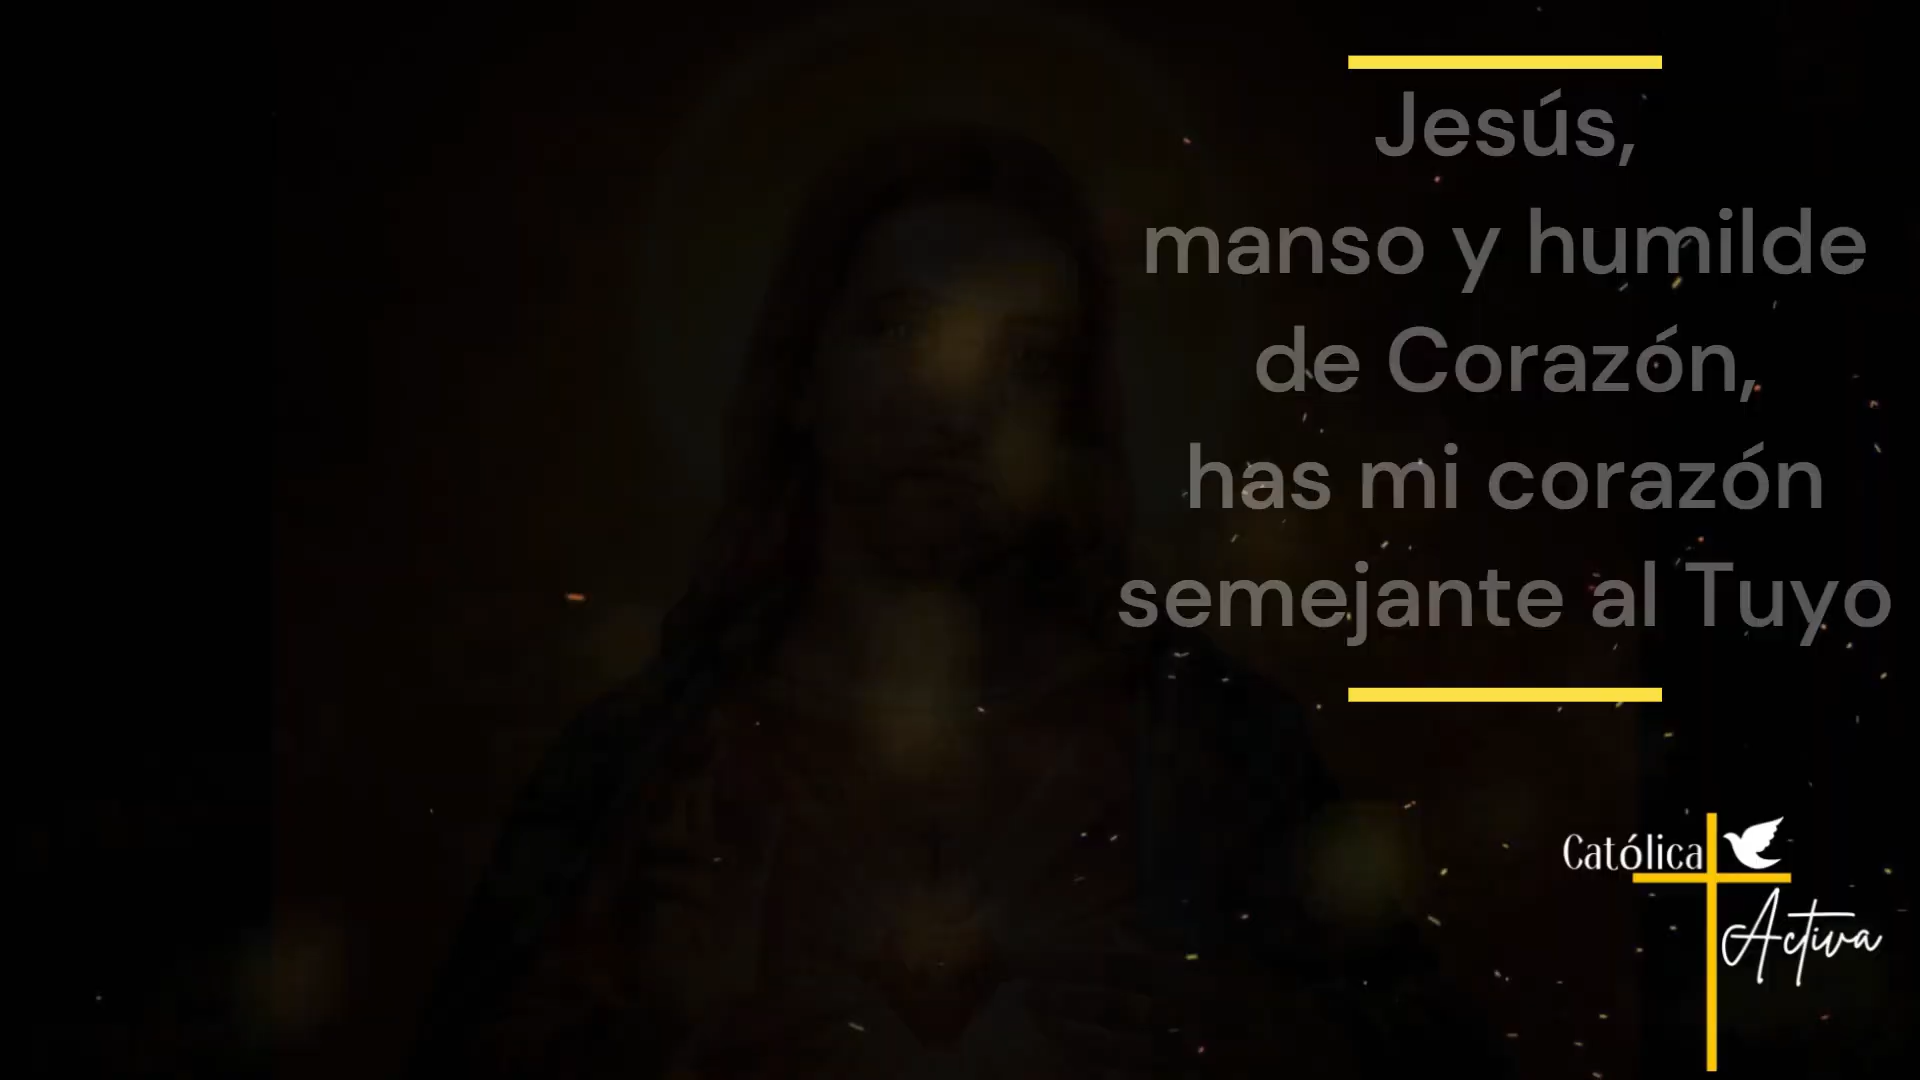 Jesús,
manso y humilde
de Corazón,
has mi corazón
semejante al Tuyo
Católica
Activa